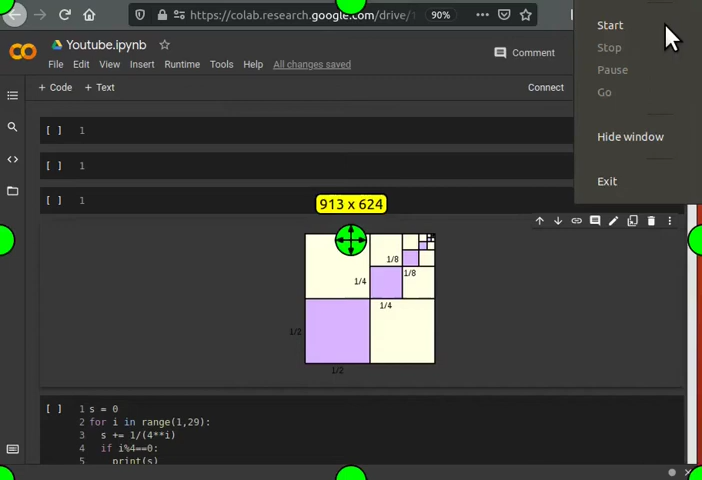 https://colab.research.google.com/drive/
90%
Start
Youtube.ipynb
Comment
Stop
File Edit View Insert Runtime Tools Help All changes saved
Pause
+ Code + Text
Connect
Go
[ ] 1
Hide window
[ ] 1
Exit
[ ] 1
913 x 624
1/8
1/8
1/4
1/4
1/2
1/2
[ ] 1 s = 0
2 for i in range(1,29):
3 s += 1/(4**i)
4 if i%4==0:
5 print(s)